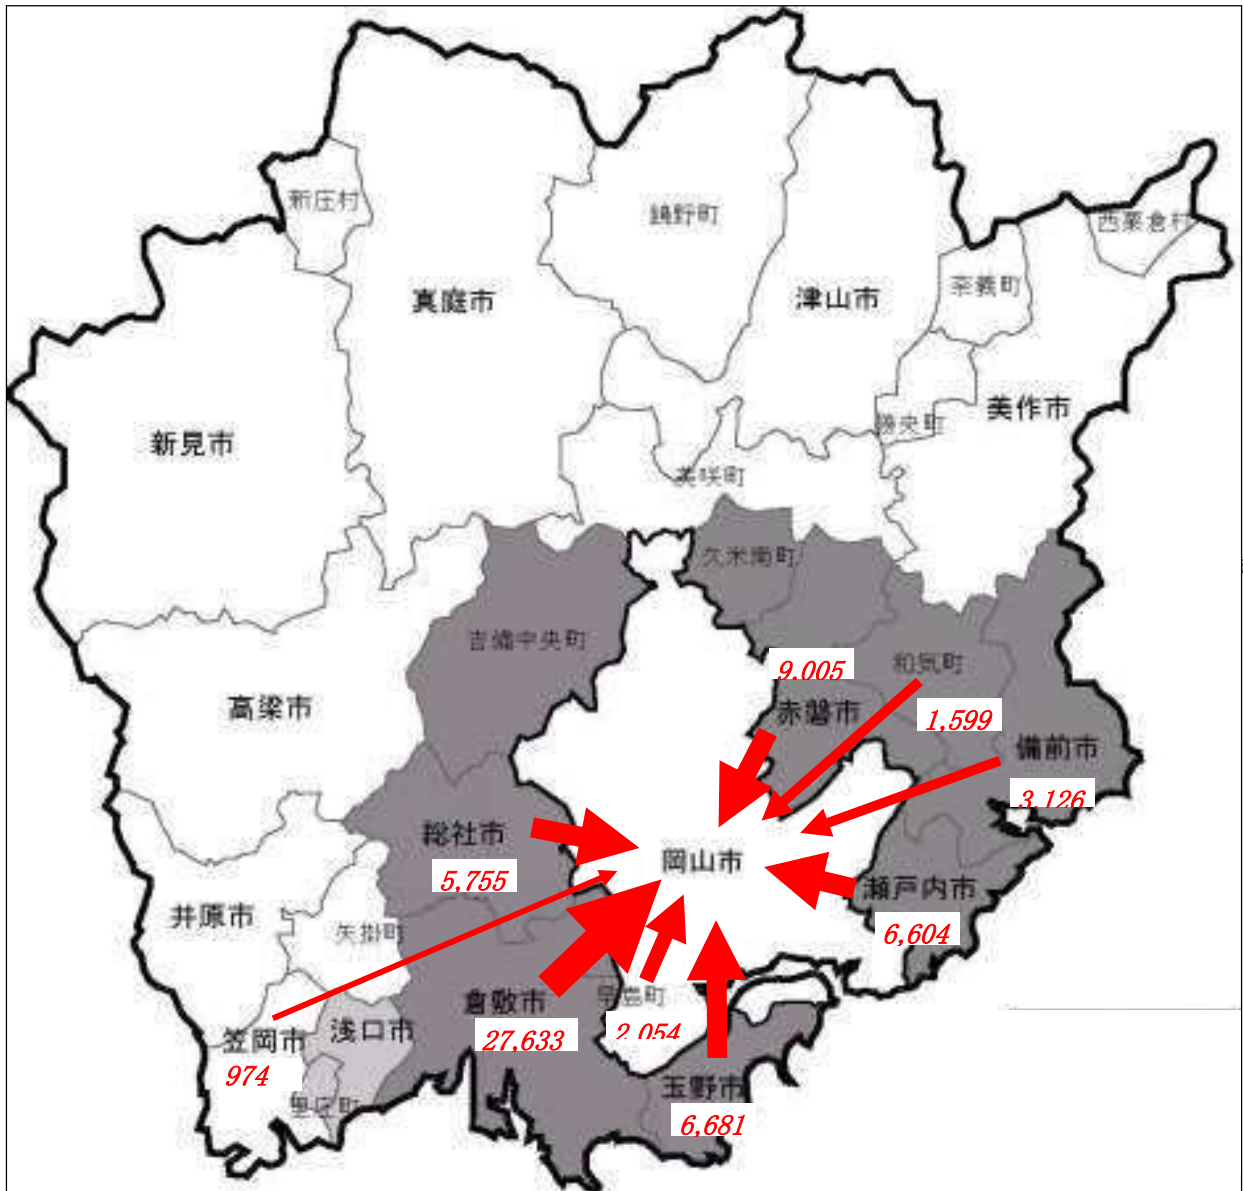 新庄村
鏡野町
西粟倉村
奈義町
真庭市
津山市
美作市
勝央町
新見市
美咲町
久米南町
吉備中央町
和気町
9,005
高梁市
赤磐市
1,599
備前市
3,126
総社市
岡山市
5,755
瀬戸内市
井原市
矢掛町
6,604
倉敷市
早島町
笠岡市
浅口市
27,633
2,054
974
玉野市
里庄町
6,681